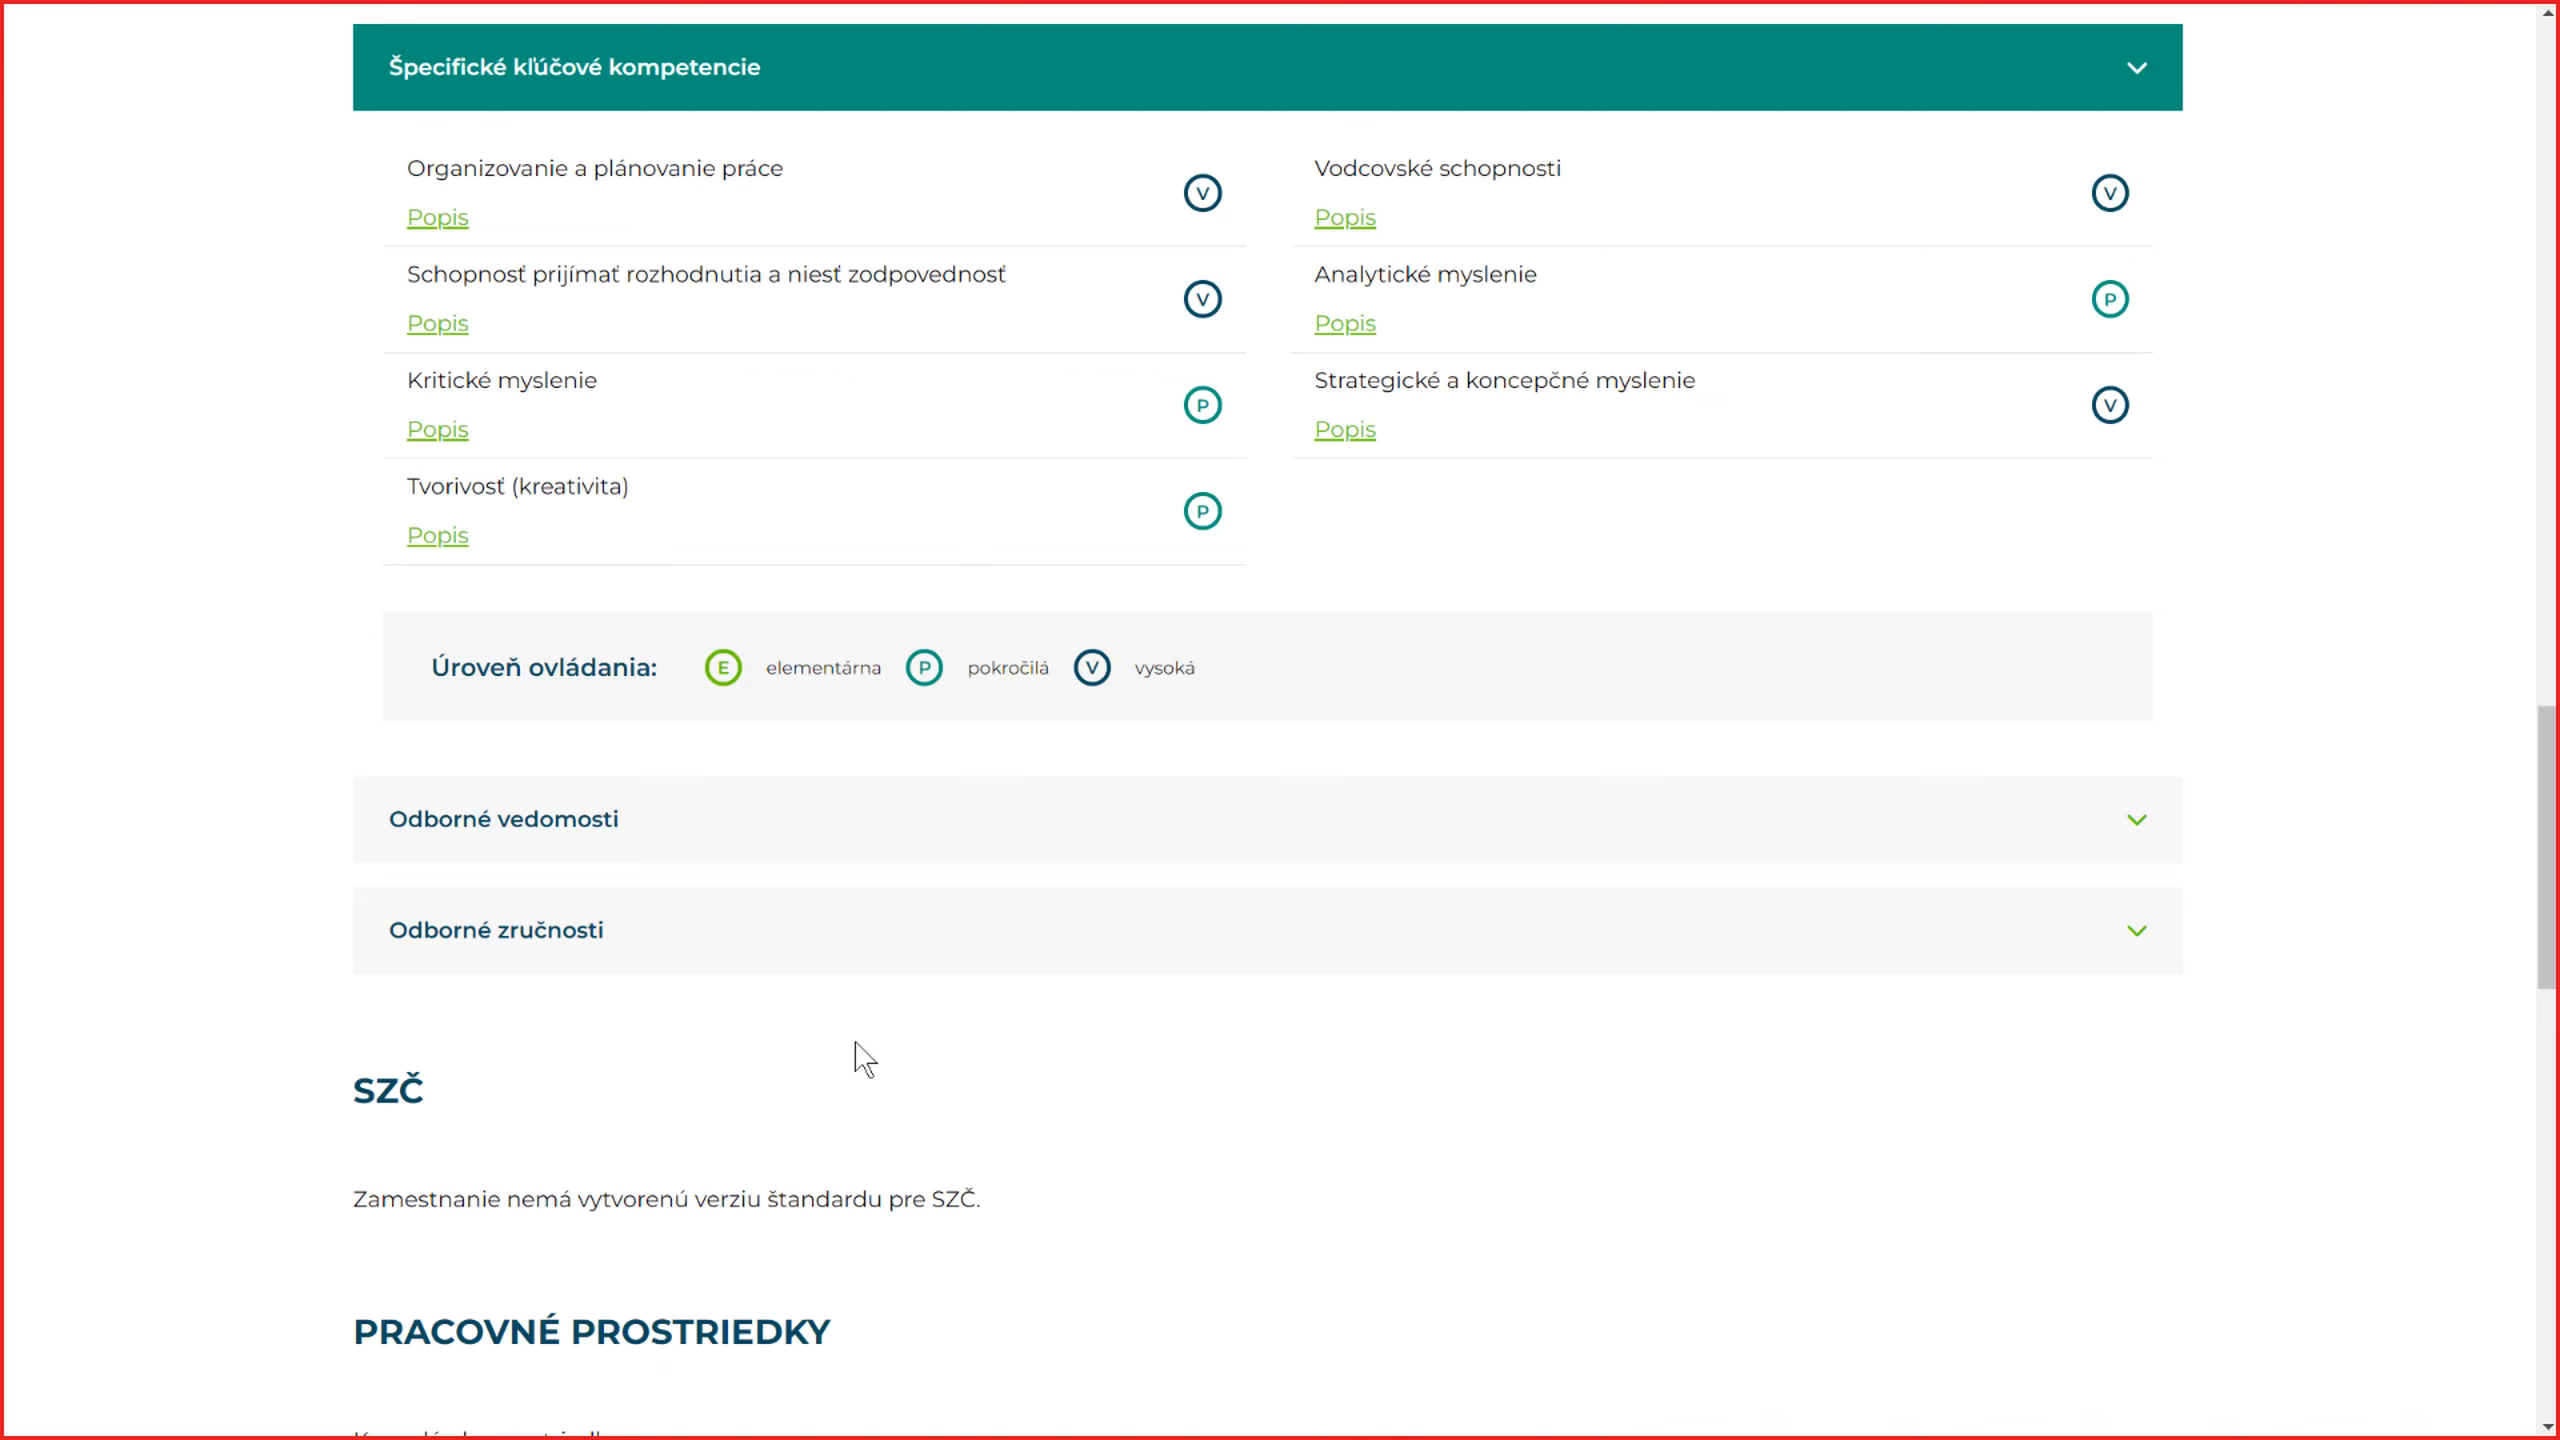 Špecifické kľúčové kompetencie
Organizovanie a plánovanie práce
V
Popis
Vodcovské schopnosti
V
Popis
Schopnosť prijímať rozhodnutia a niesť zodpovednosť
V
Popis
Analytické myslenie
P
Popis
Kritické myslenie
P
Popis
Strategické a koncepčné myslenie
V
Popis
Tvorivosť (kreativita)
P
Popis
Úroveň ovládania: E elementárna P pokročilá V vysoká
Odborné vedomosti
Odborné zručnosti
SZČ
Zamestnanie nemá vytvorenú verziu štandardu pre SZČ.
PRACOVNÉ PROSTRIEDKY